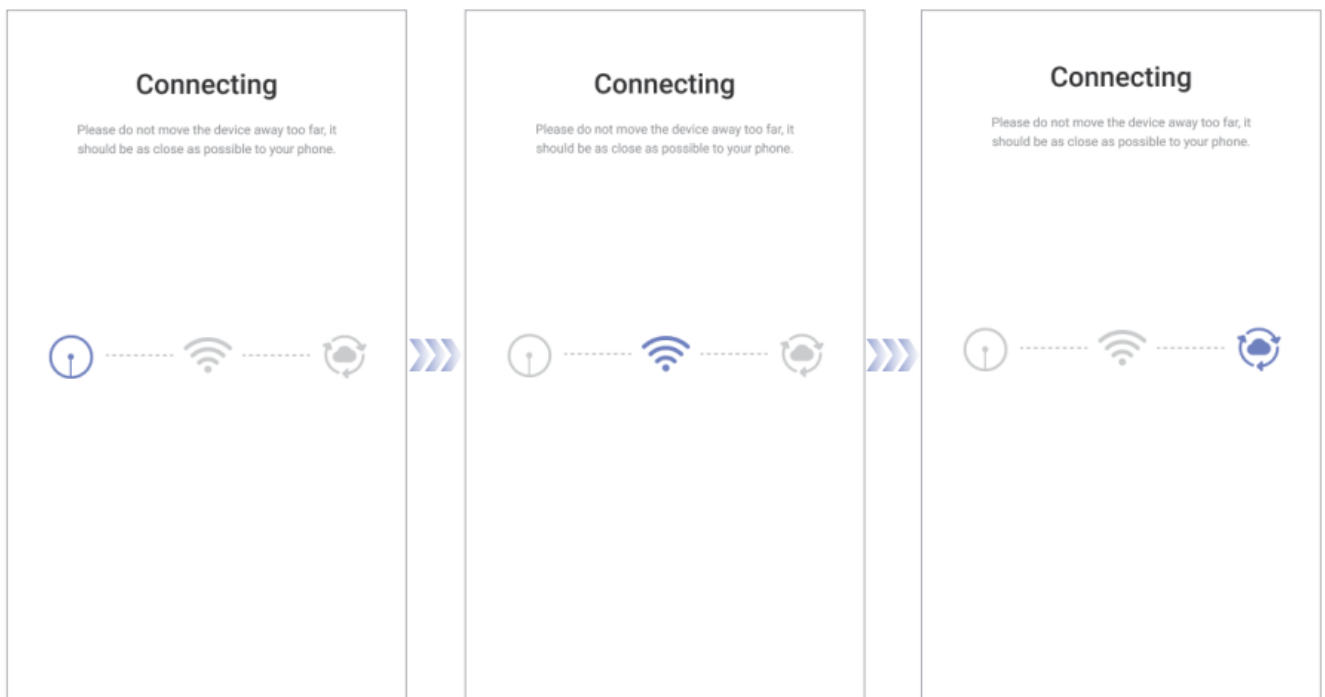 Connecting
Please do not move the device away too far, it
should be as close as possible to your phone.
Connecting
Please do not move the device away too far, it
should be as close as possible to your phone.
Connecting
Please do not move the device away too far, it
should be as close as possible to your phone.